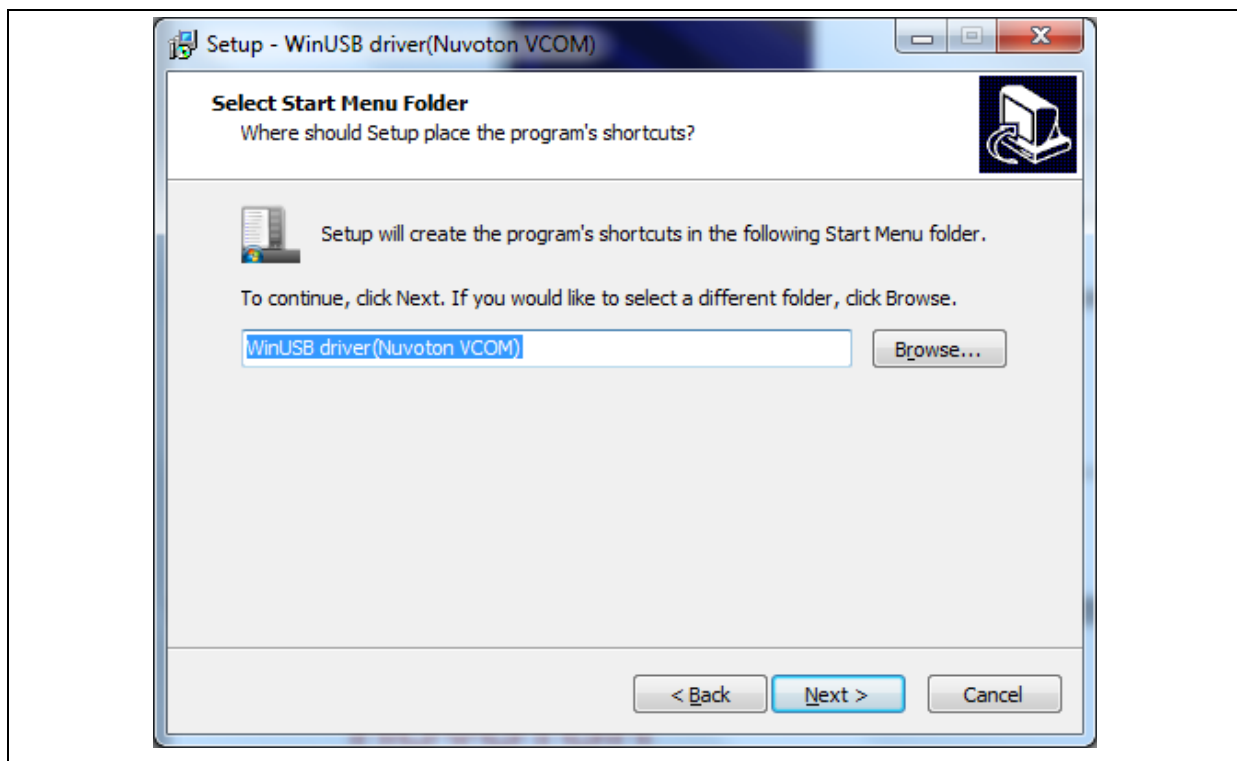 Setup - WinUSB driver(Nuvoton VCOM)
Select Start Menu Folder
Where should Setup place the program's shortcuts?
Setup will create the program's shortcuts in the following Start Menu folder.
To continue, click Next. If you would like to select a different folder, click Browse.
WinUSB driver(Nuvoton VCOM)
Browse...
< Back
Next >
Cancel